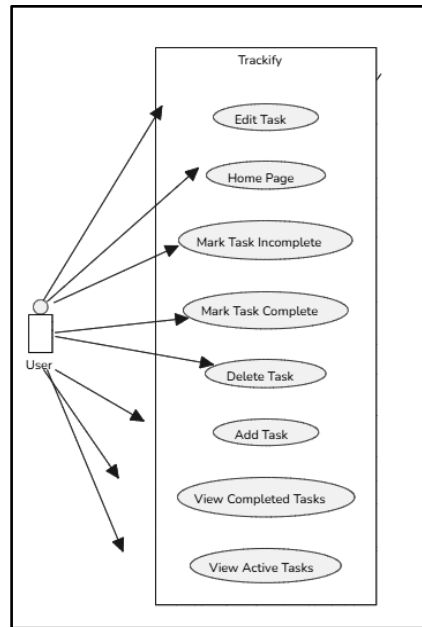 Trackify
Edit Task
Home Page
Mark Task Incomplete
Mark Task Complete
User
Delete Task
Add Task
View Completed Tasks
View Active Tasks